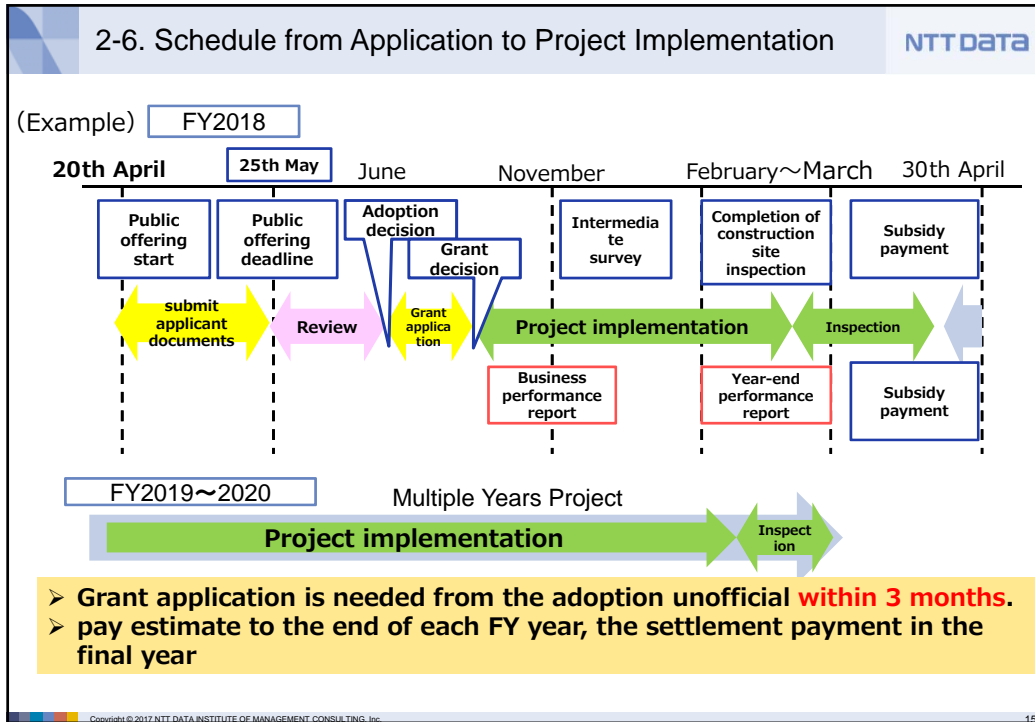 2-6. Schedule from Application to Project Implementation
NTT DATA
(Example)
FY2018
20th April
25th May
June
November
February～March
30th April
Public
offering
start
Public
offering
deadline
Adoption
decision
Grant
decision
Intermedia
te
survey
Completion of
construction
site
inspection
Subsidy
payment
submit
applicant
documents
Review
Grant
applica
tion
Project implementation
Inspection
Business
performance
report
Year-end
performance
report
Subsidy
payment
FY2019～2020
Multiple Years Project
Project implementation
Inspect
ion
➢ Grant application is needed from the adoption unofficial within 3 months.
➢ pay estimate to the end of each FY year, the settlement payment in the
final year
Copyright © 2017 NTT DATA INSTITUTE OF MANAGEMENT CONSULTING, Inc.
15